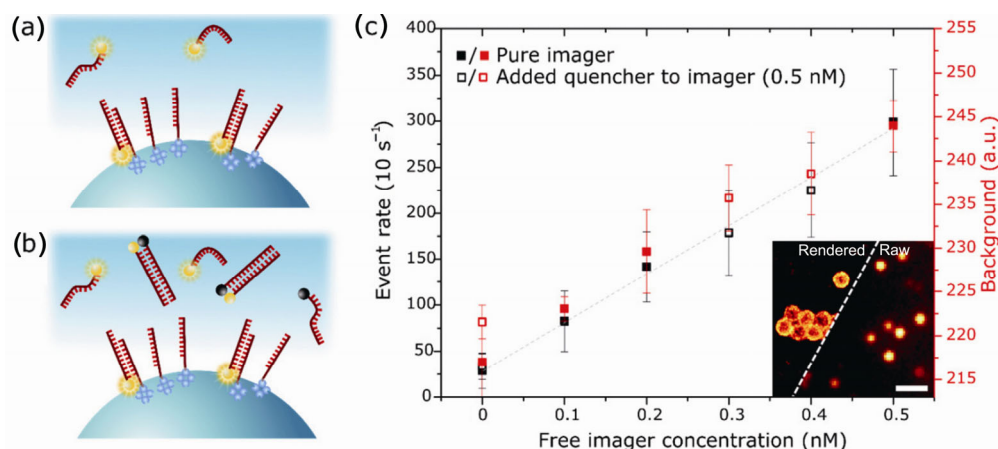 (a)
(b)
(c)
400
350
300
250
200
150
100
50
0
Event rate (10 s⁻¹)
■/■ Pure imager
□/□ Added quencher to imager (0.5 nM)
Rendered
Raw
0 0.1 0.2 0.3 0.4 0.5
Free imager concentration (nM)
255
250
245
240
235
230
225
220
215
Background (a.u.)